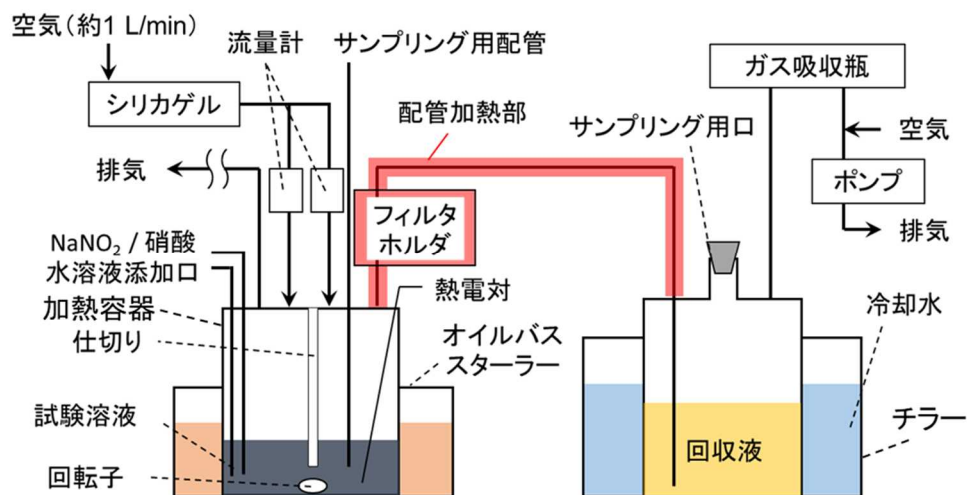 空気（約1 L/min）
流量計
サンプリング用配管
ガス吸収瓶
シリカゲル
配管加熱部
サンプリング用口
空気
排気
ポンプ
フィルタ
ホルダ
排気
NaNO₂ / 硝酸
水溶液添加口
熱電対
加熱容器
冷却水
仕切り
オイルバス
スターラー
試験溶液
チラー
回収液
回転子